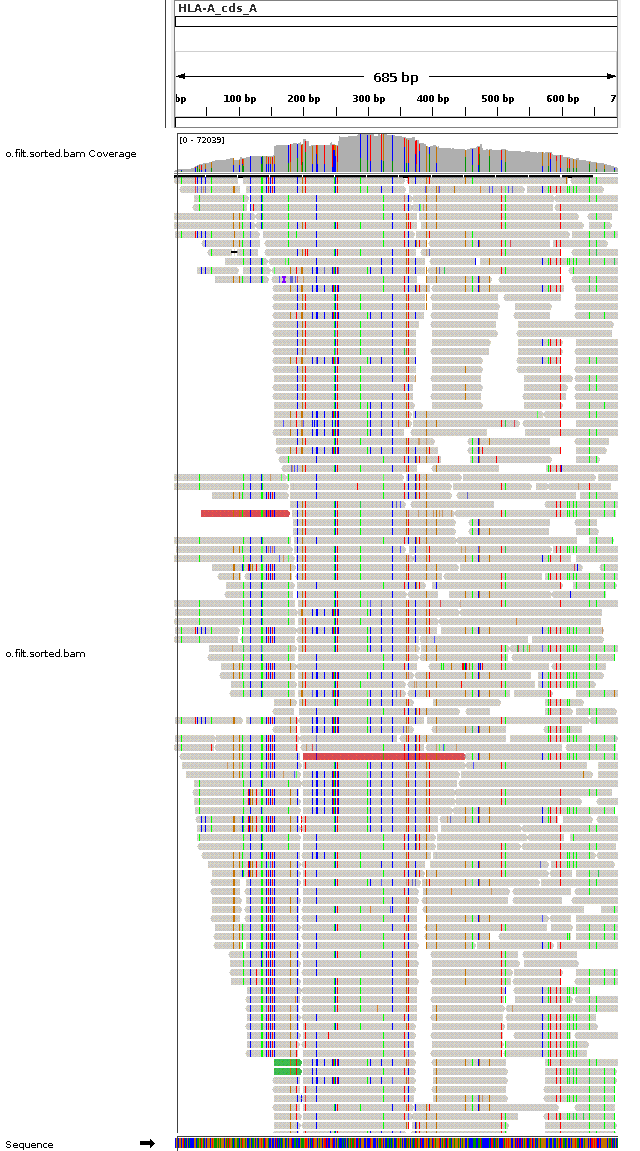 HLA-A_cds_A
685 bp
bp 100 bp 200 bp 300 bp 400 bp 500 bp 600 bp 7
[0 - 72039]
o.filt.sorted.bam Coverage
o.filt.sorted.bam
Sequence